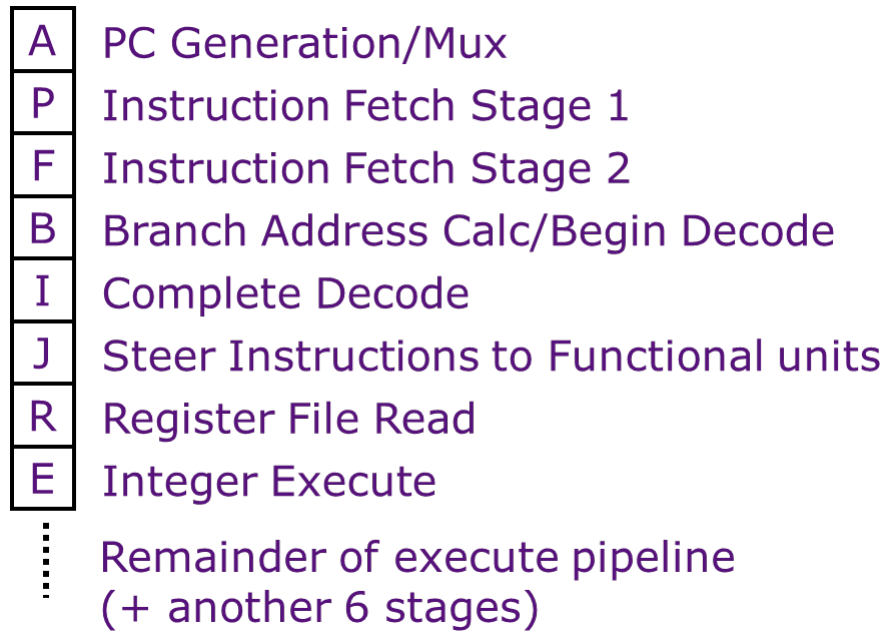 A PC Generation/Mux
P Instruction Fetch Stage 1
F Instruction Fetch Stage 2
B Branch Address Calc/Begin Decode
I Complete Decode
J Steer Instructions to Functional units
R Register File Read
E Integer Execute
Remainder of execute pipeline
(+ another 6 stages)